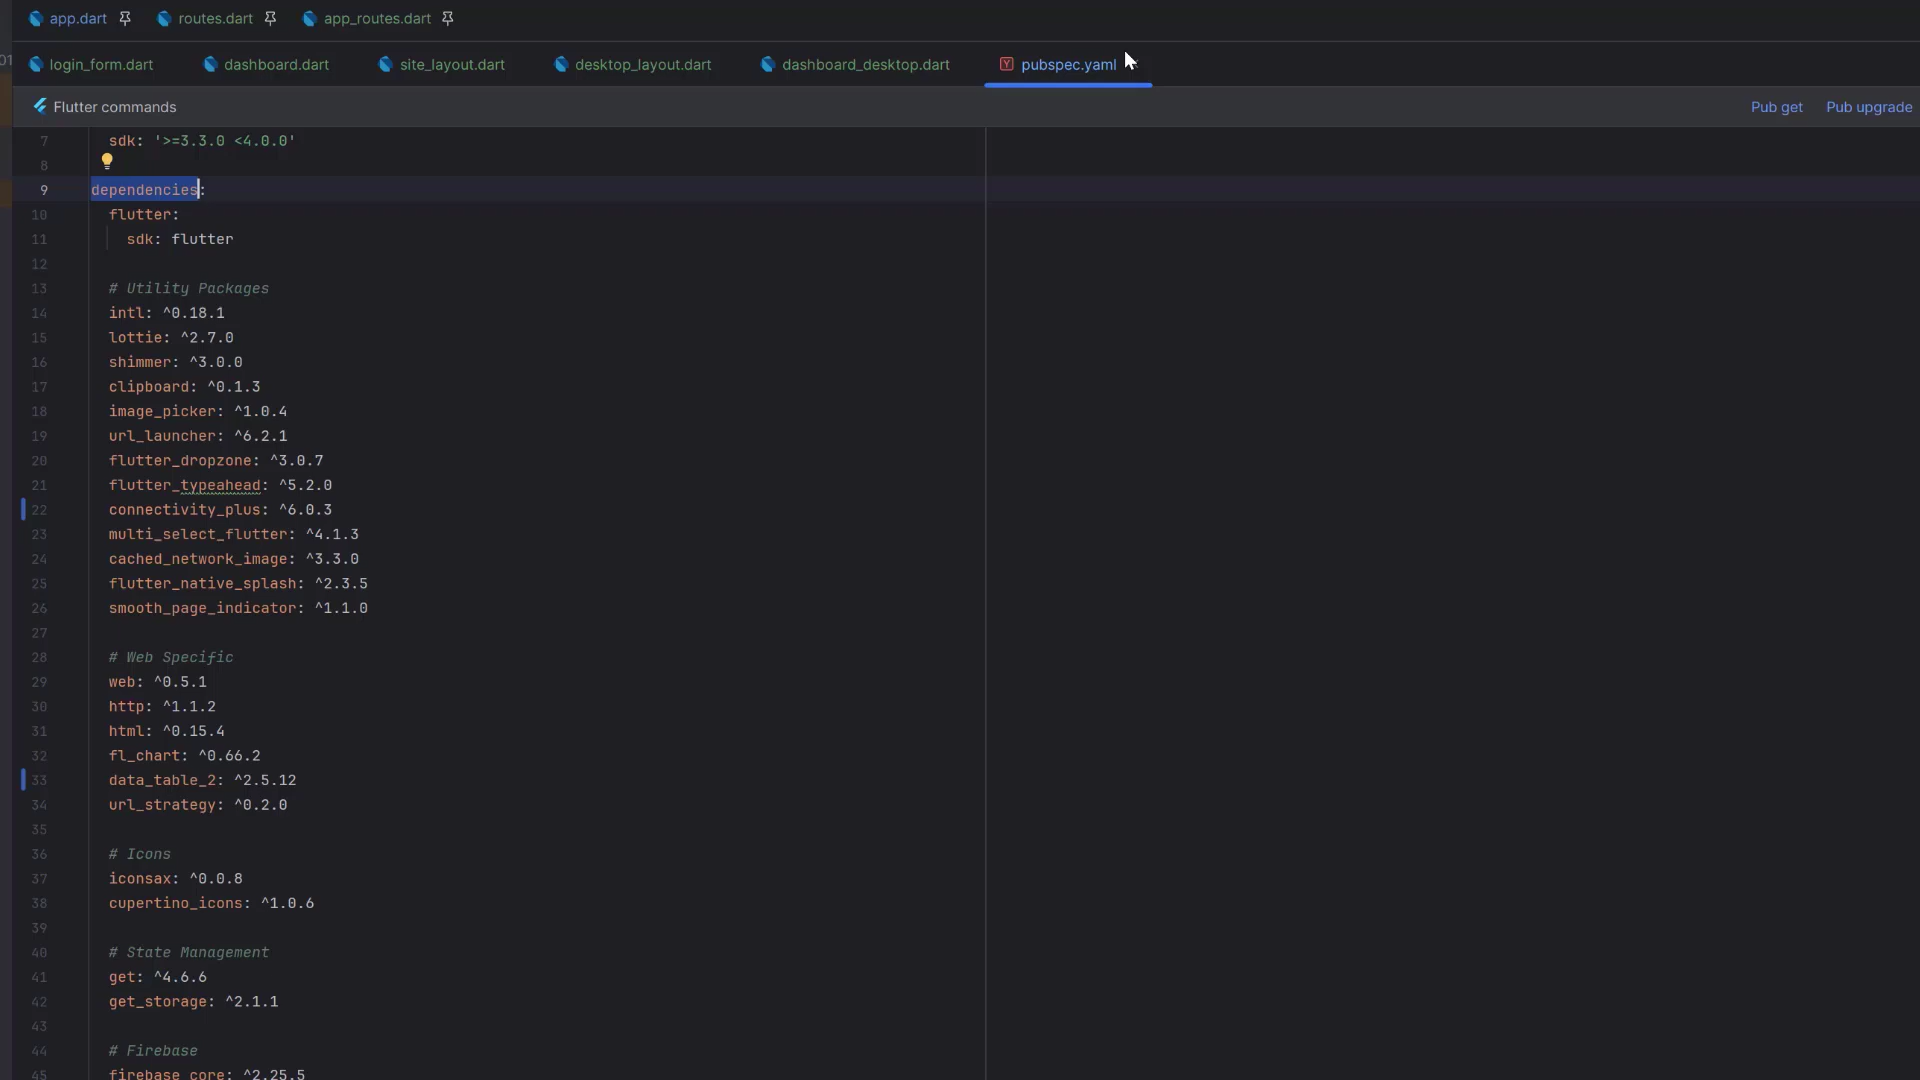 app.dart routes.dart app_routes.dart
01 login_form.dart dashboard.dart site_layout.dart desktop_layout.dart dashboard_desktop.dart pubspec.yaml
Flutter commands Pub get Pub upgrade
7 sdk: '>=3.3.0 <4.0.0'
8
9 dependencies:
10 flutter:
11 sdk: flutter
12
13 # Utility Packages
14 intl: ^0.18.1
15 lottie: ^2.7.0
16 shimmer: ^3.0.0
17 clipboard: ^0.1.3
18 image_picker: ^1.0.4
19 url_launcher: ^6.2.1
20 flutter_dropzone: ^3.0.7
21 flutter_typeahead: ^5.2.0
22 connectivity_plus: ^6.0.3
23 multi_select_flutter: ^4.1.3
24 cached_network_image: ^3.3.0
25 flutter_native_splash: ^2.3.5
26 smooth_page_indicator: ^1.1.0
27
28 # Web Specific
29 web: ^0.5.1
30 http: ^1.1.2
31 html: ^0.15.4
32 fl_chart: ^0.66.2
33 data_table_2: ^2.5.12
34 url_strategy: ^0.2.0
35
36 # Icons
37 iconsax: ^0.0.8
38 cupertino_icons: ^1.0.6
39
40 # State Management
41 get: ^4.6.6
42 get_storage: ^2.1.1
43
44 # Firebase
45 firebase_core: ^2.25.5